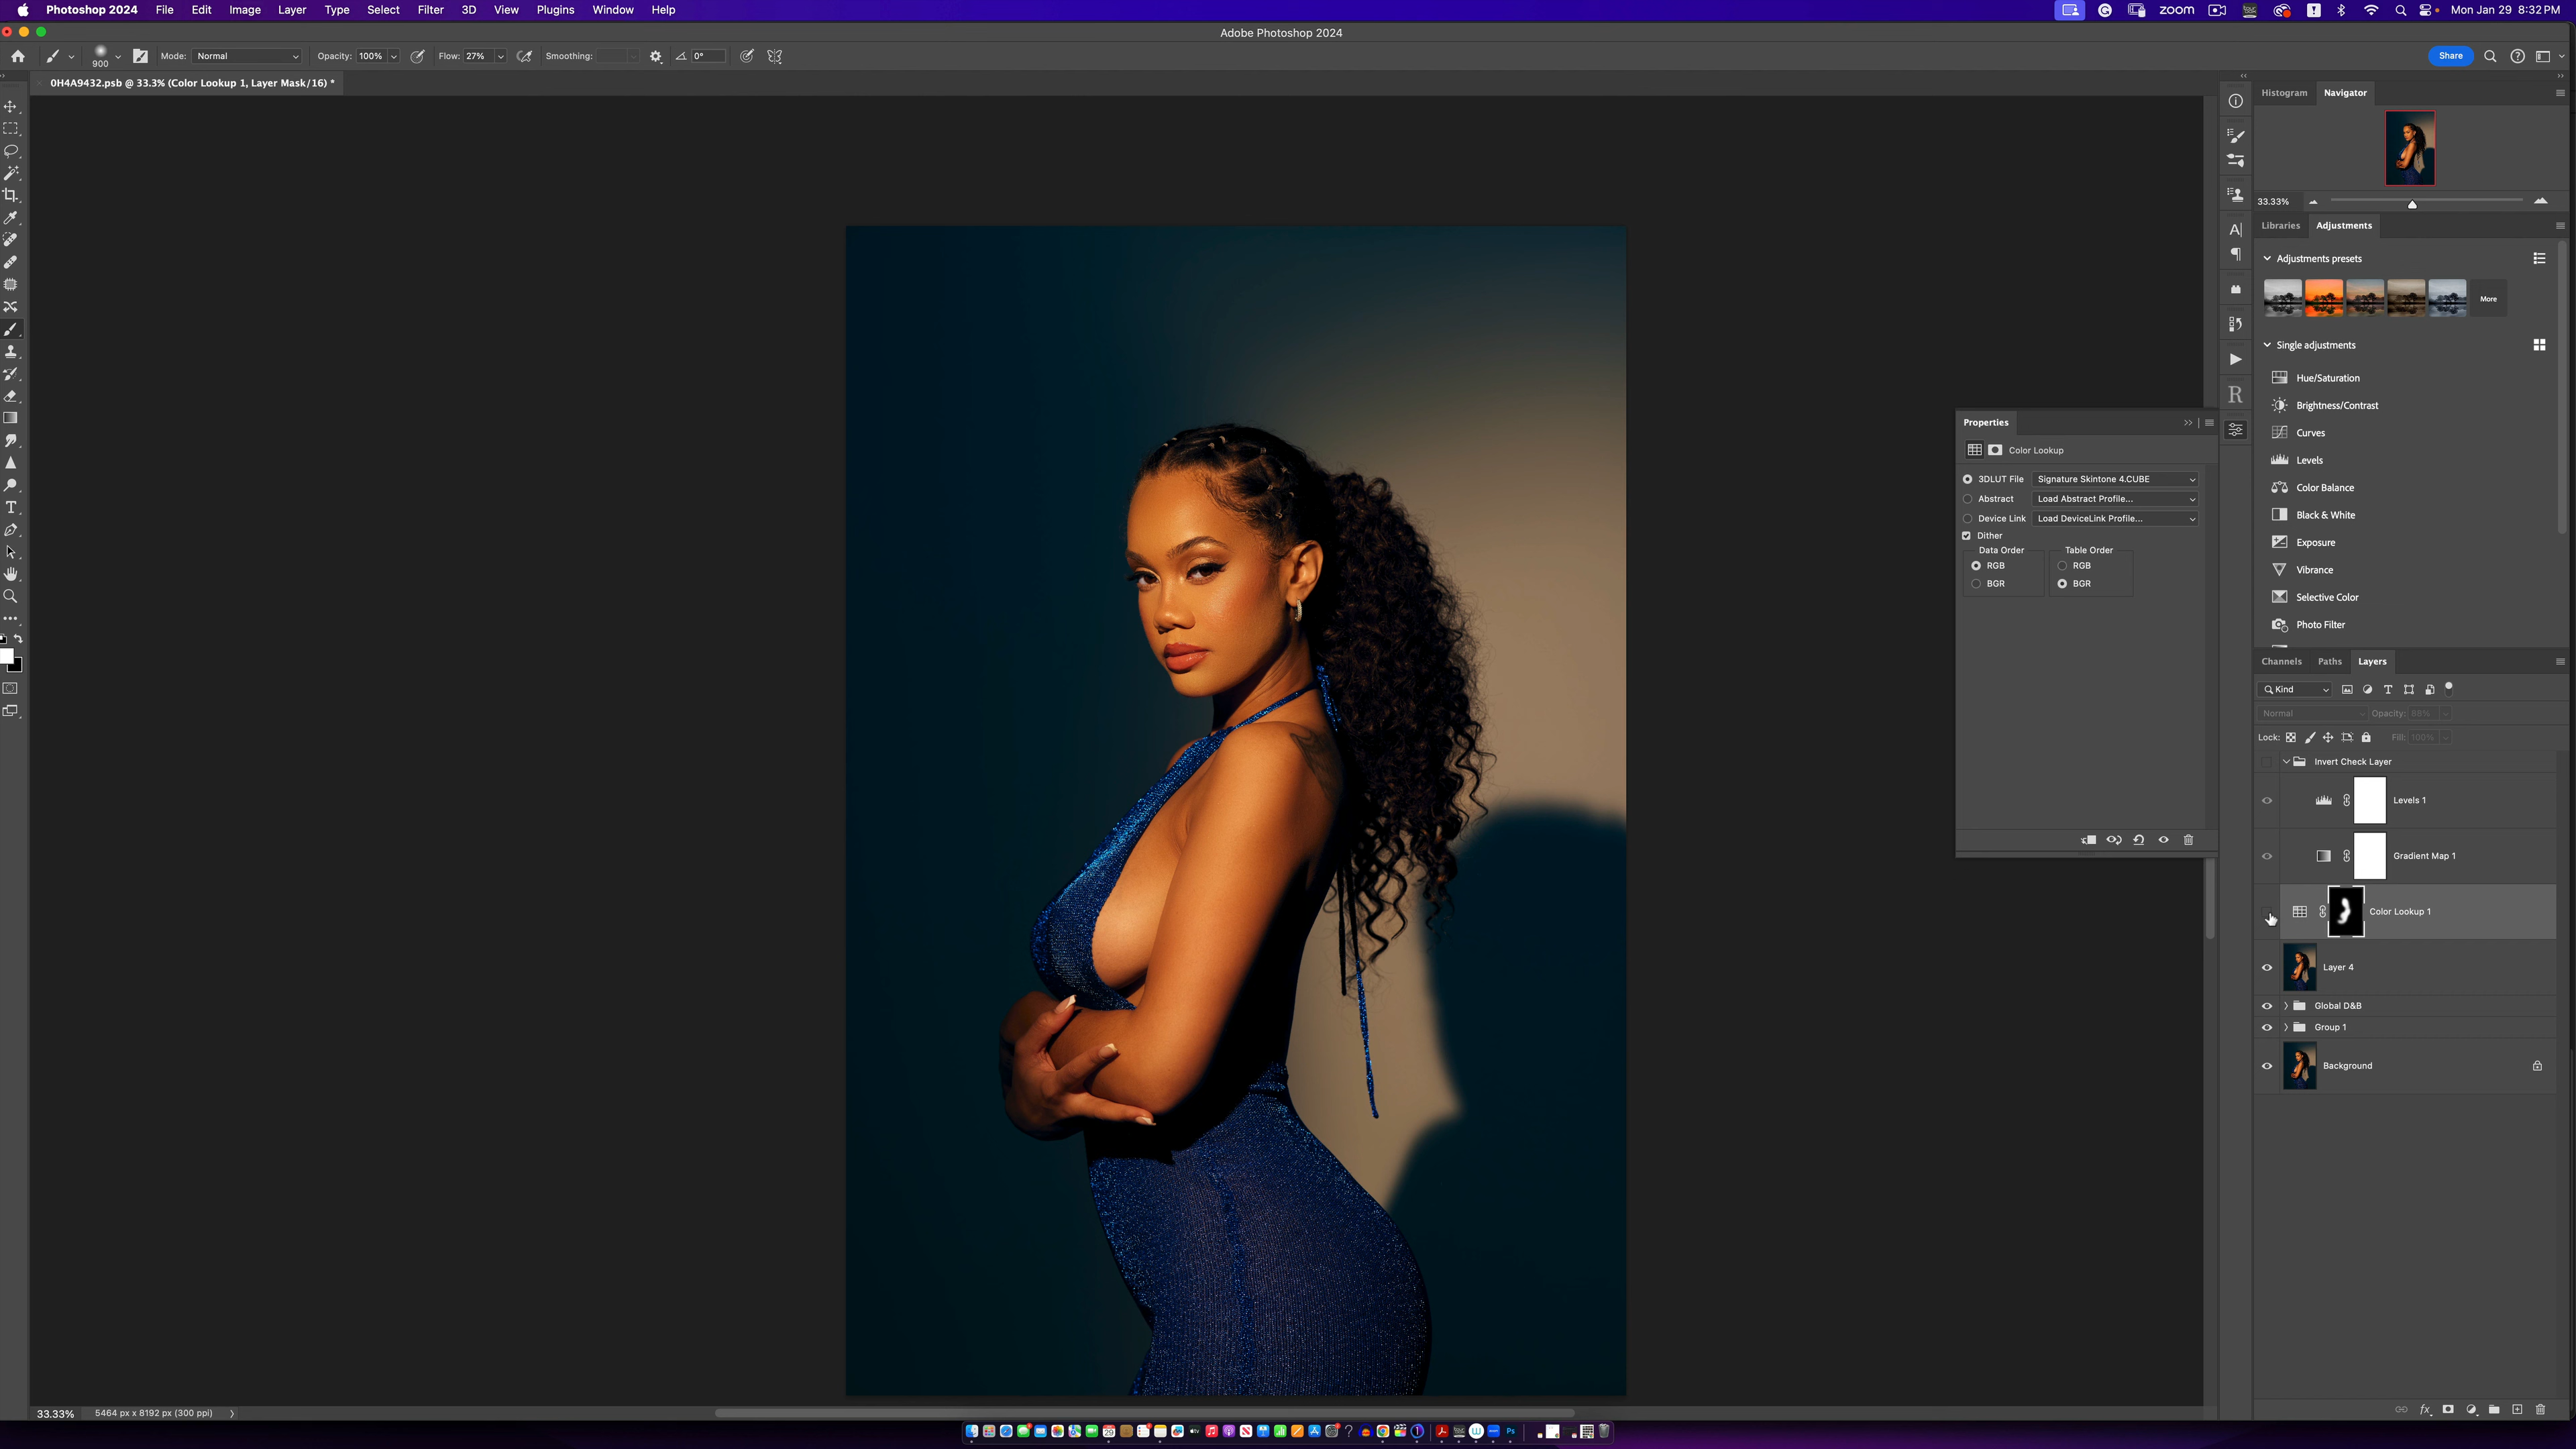 Photoshop 2024 File Edit Image Layer Type Select Filter 3D View Plugins Window Help zoom Mon Jan 29 8:32 PM
Adobe Photoshop 2024
900 Mode: Normal Opacity: 100% Flow: 27% Smoothing: 0° Share
0H4A9432.psb @ 33.3% (Color Lookup 1, Layer Mask/16) *
Histogram Navigator
33.33%
Libraries Adjustments
Adjustments presets
More
Single adjustments
Hue/Saturation
Brightness/Contrast
Curves
Levels
Color Balance
Black & White
Exposure
Vibrance
Selective Color
Photo Filter
Properties
Color Lookup
3DLUT File Signature Skintone 4.CUBE
Abstract Load Abstract Profile...
Device Link Load DeviceLink Profile...
Dither
Data Order Table Order
RGB RGB
BGR BGR
Channels Paths Layers
Kind
Normal Opacity: 88%
Lock: Fill: 100%
Invert Check Layer
Levels 1
Gradient Map 1
Color Lookup 1
Layer 4
Global D&B
Group 1
Background
fx
33.33% 5464 px x 8192 px (300 ppi)